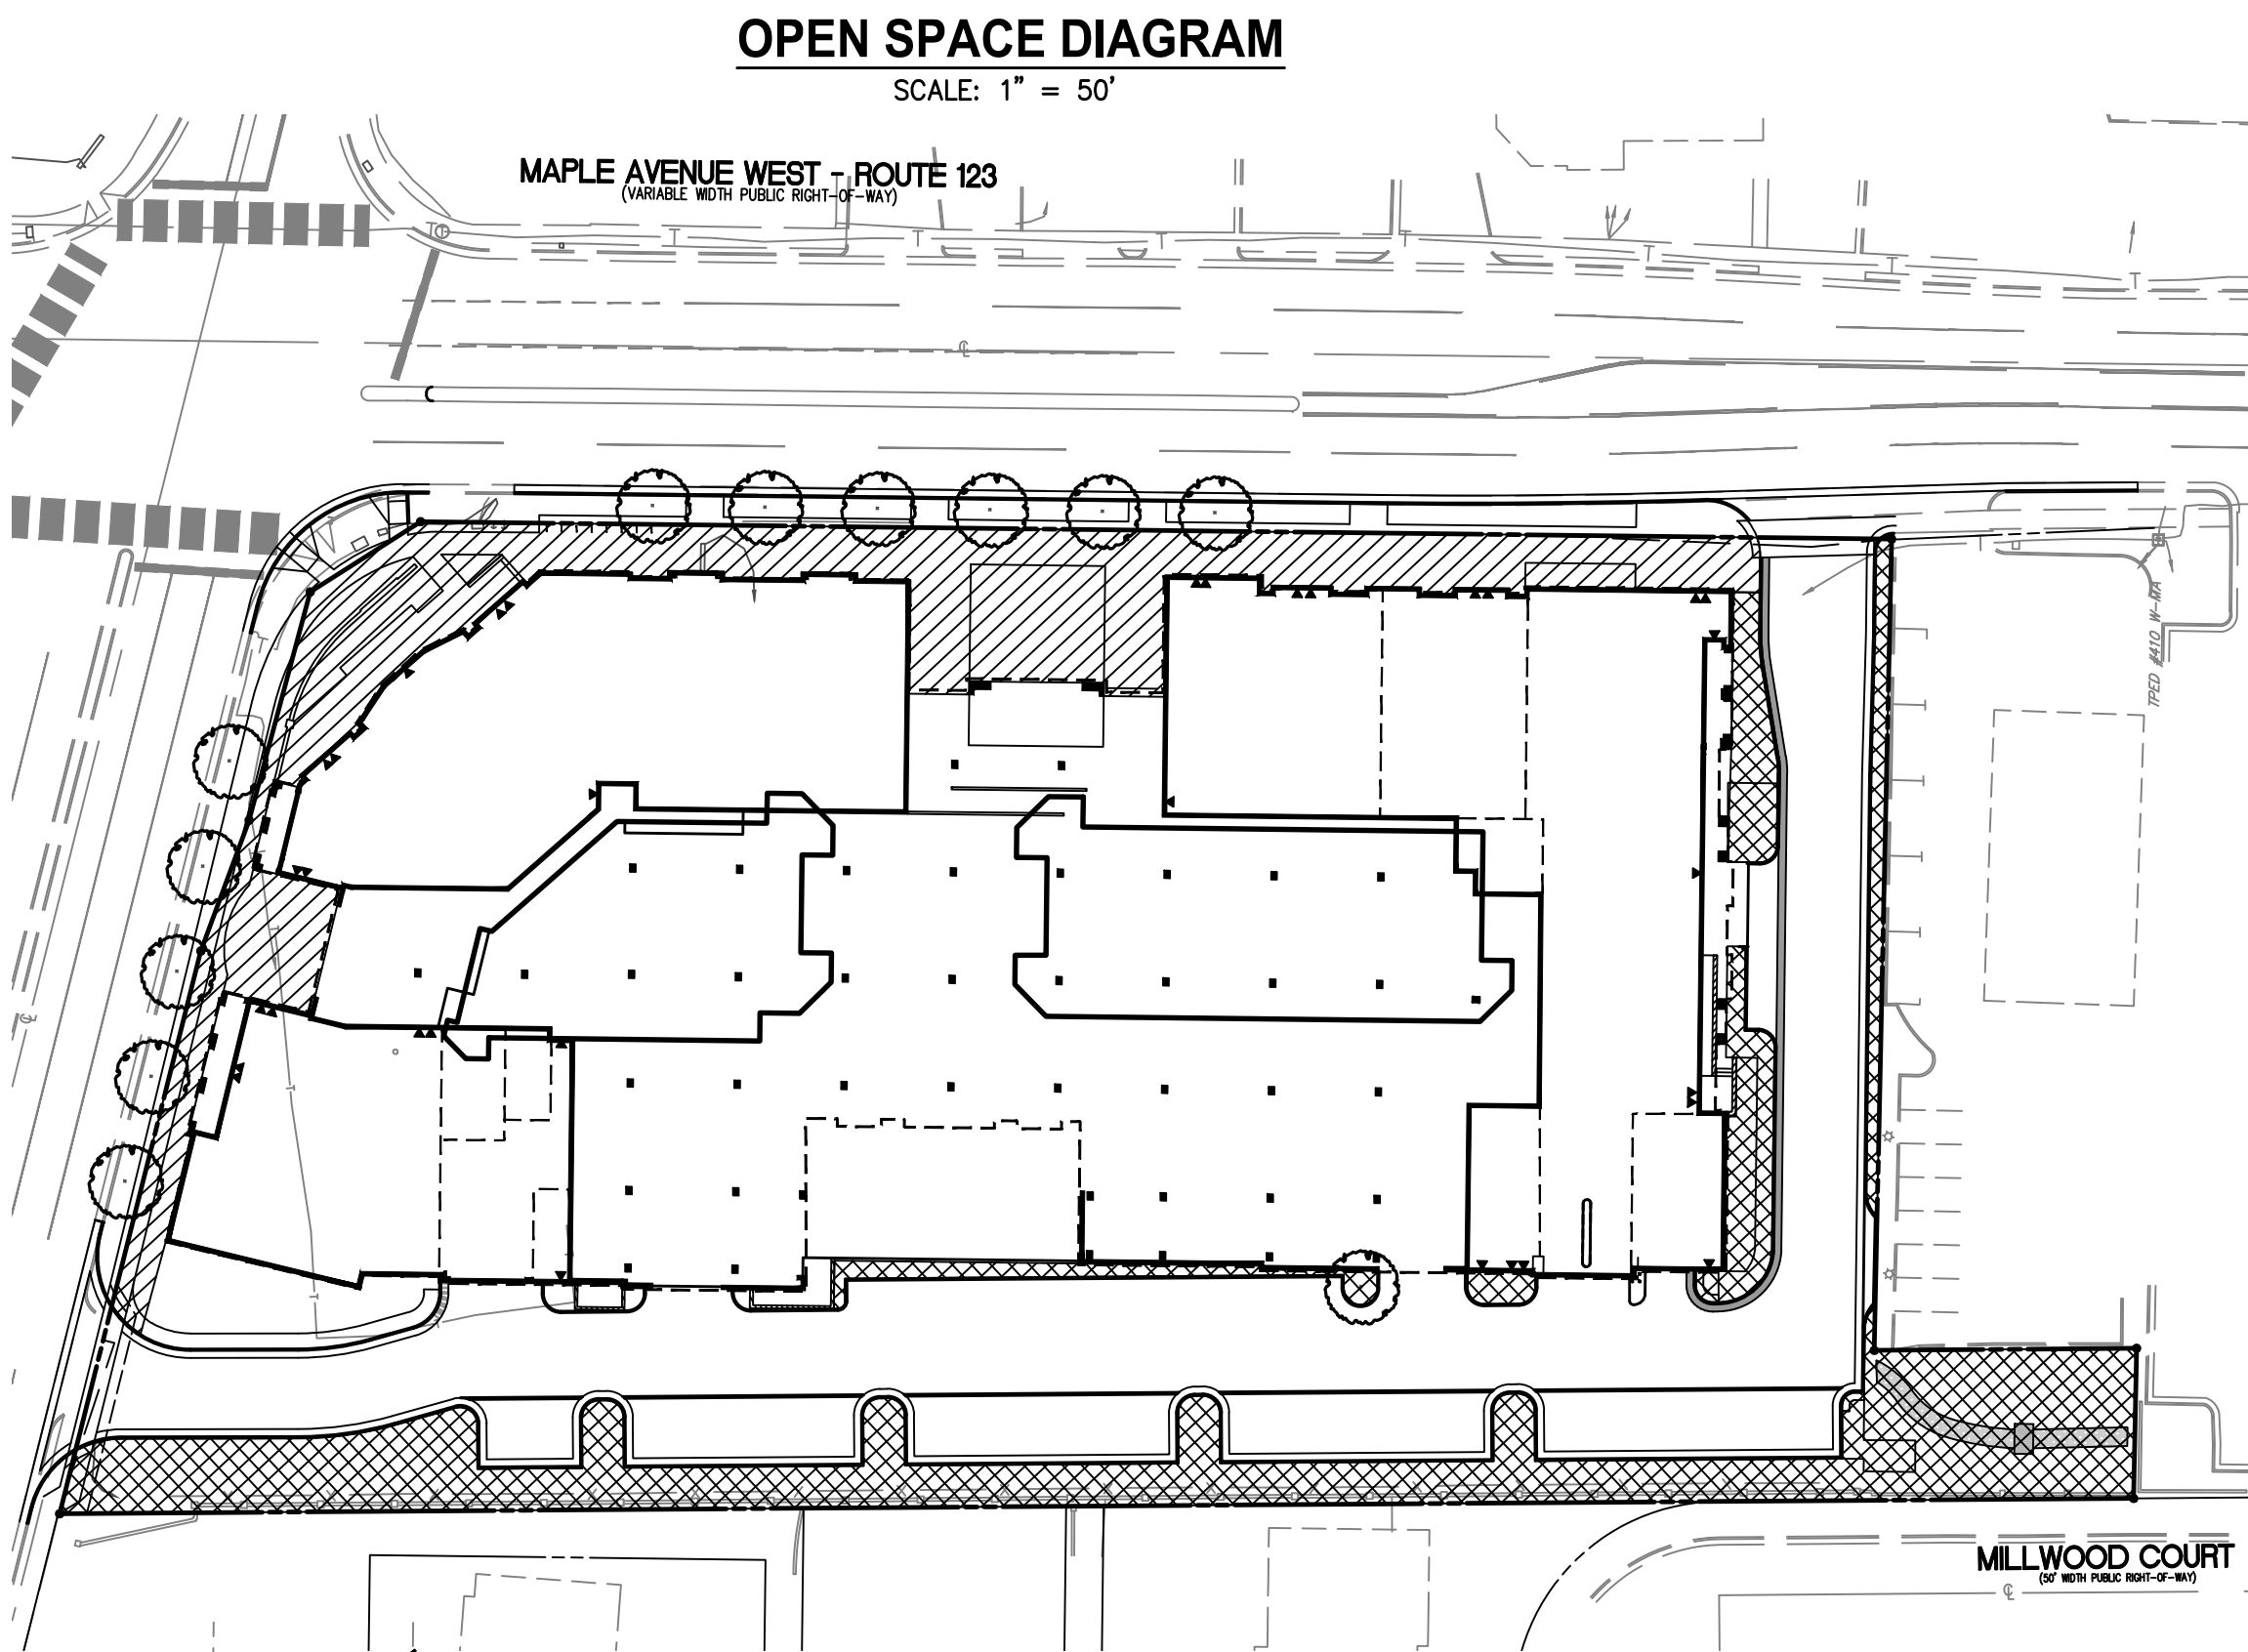 OPEN SPACE DIAGRAM
SCALE: 1" = 50'
MAPLE AVENUE WEST - ROUTE 123
(VARIABLE WIDTH PUBLIC RIGHT-OF-WAY)
TPED #410 W-MA
MILLWOOD COURT
(50' WIDTH PUBLIC RIGHT-OF-WAY)